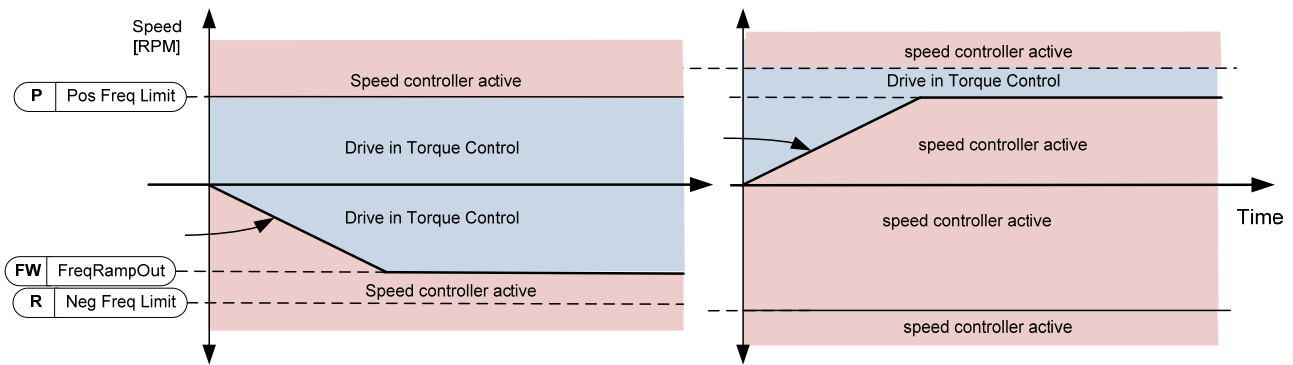 Speed
[RPM]
Speed controller active
P Pos Freq Limit
Drive in Torque Control
Drive in Torque Control
FW FreqRampOut
Speed controller active
R Neg Freq Limit
speed controller active
Drive in Torque Control
speed controller active
speed controller active
Time
speed controller active